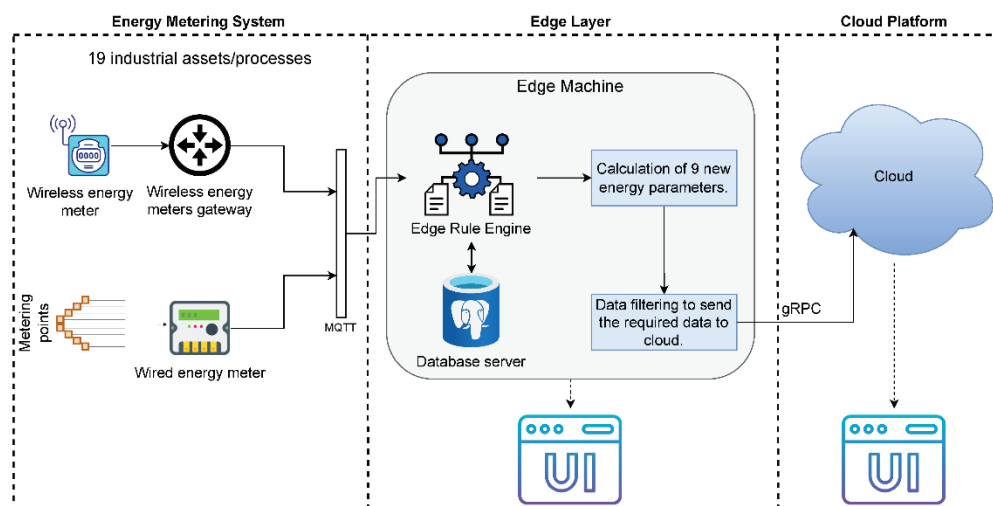 Energy Metering System
Edge Layer
Cloud Platform
19 industrial assets/processes
Wireless energy
meter
Wireless energy
meters gateway
Metering
points
Wired energy meter
MQTT
Edge Machine
Edge Rule Engine
Database server
Calculation of 9 new
energy parameters.
Data filtering to send
the required data to
cloud.
gRPC
Cloud
UI
UI